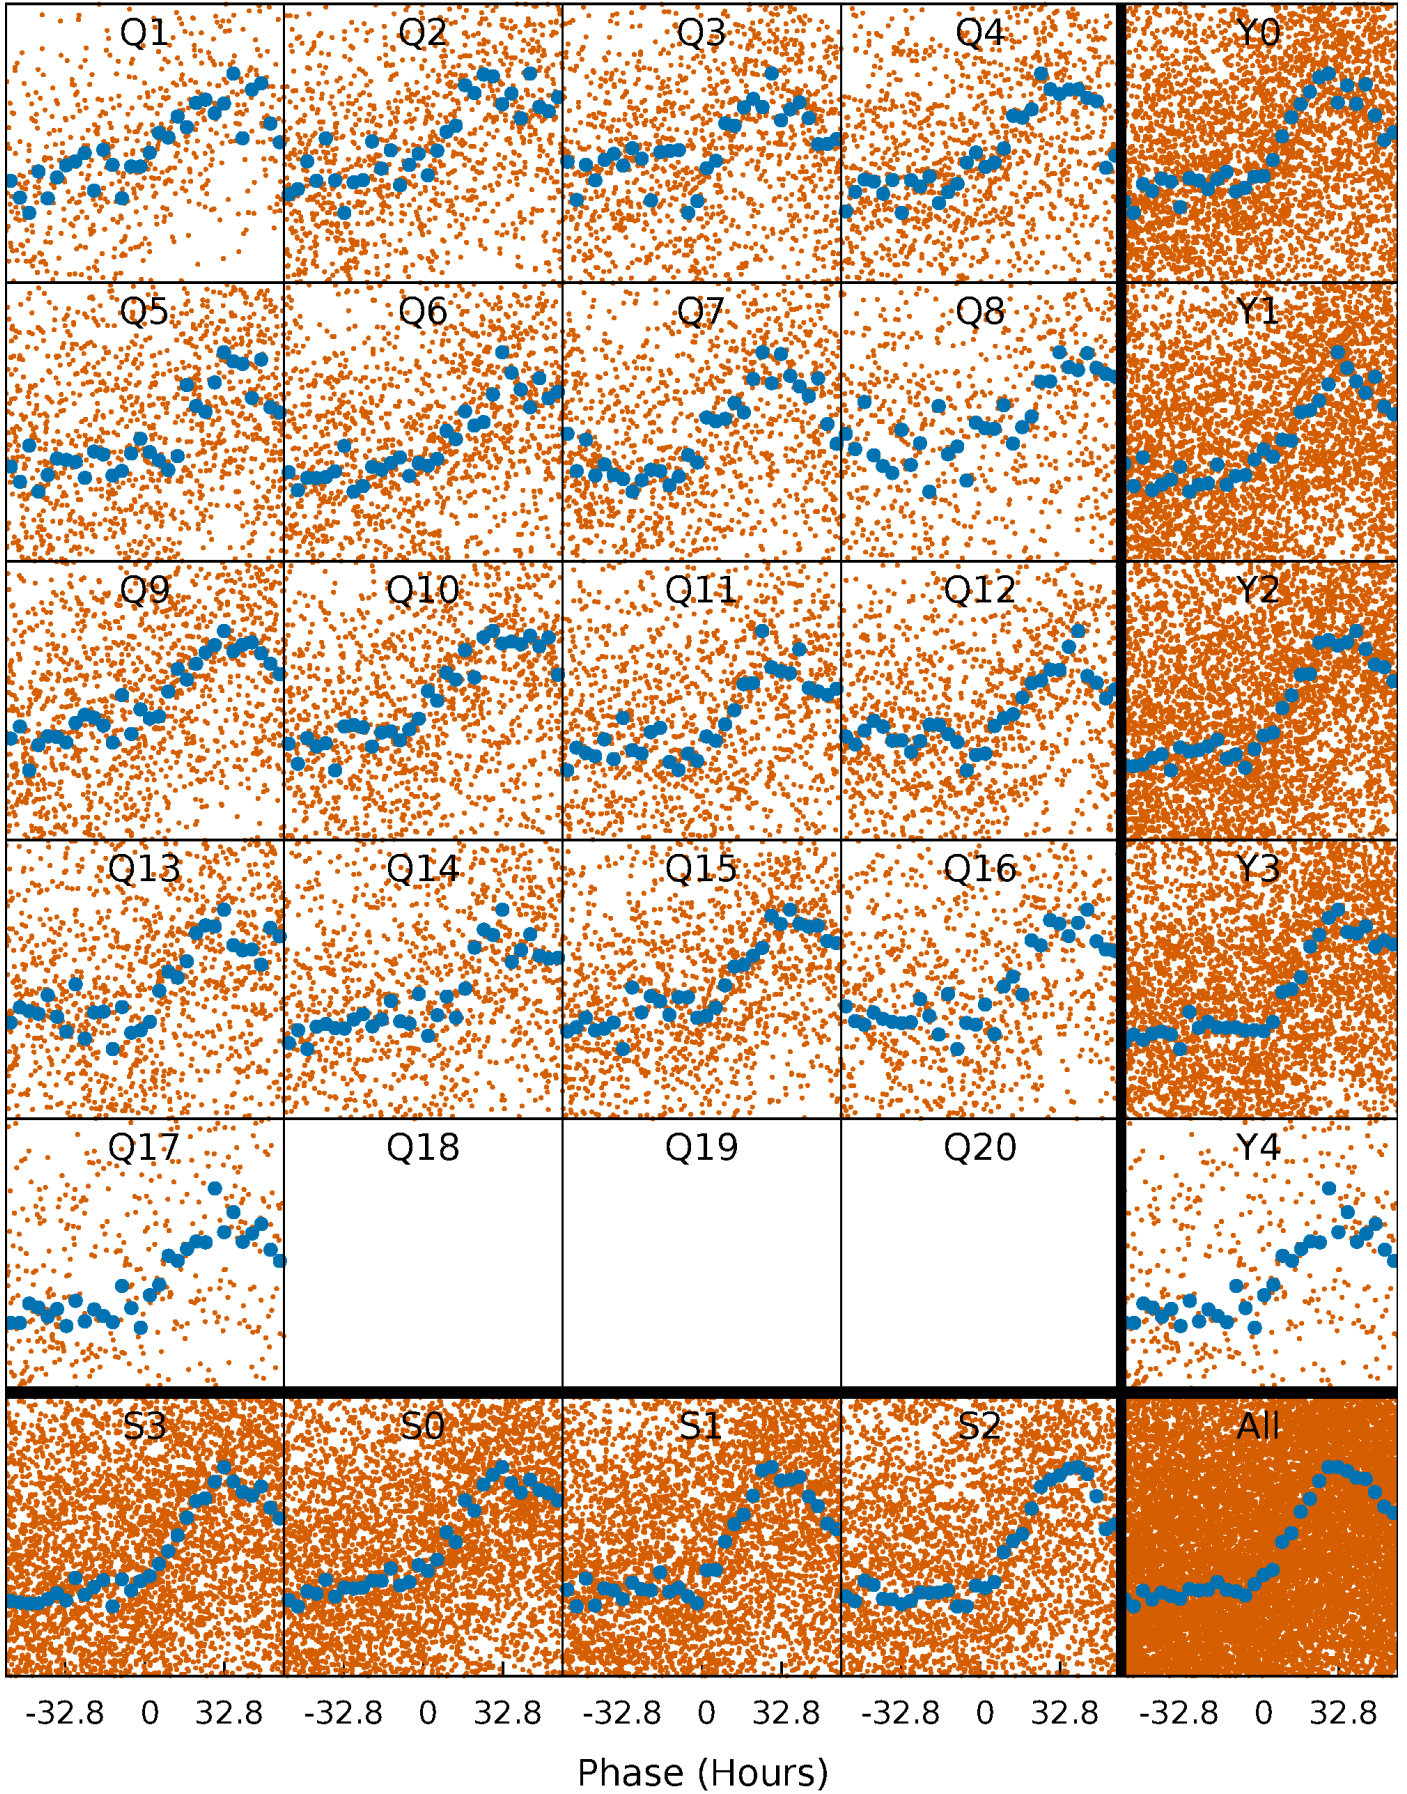 Q1 Q2 Q3 Q4 Y0
Q5 Q6 Q7 Q8 Y1
Q9 Q10 Q11 Q12 Y2
Q13 Q14 Q15 Q16 Y3
Q17 Q18 Q19 Q20 Y4
S3 S0 S1 S2 All
-32.8 0 32.8 -32.8 0 32.8 -32.8 0 32.8 -32.8 0 32.8 -32.8 0 32.8
Phase (Hours)